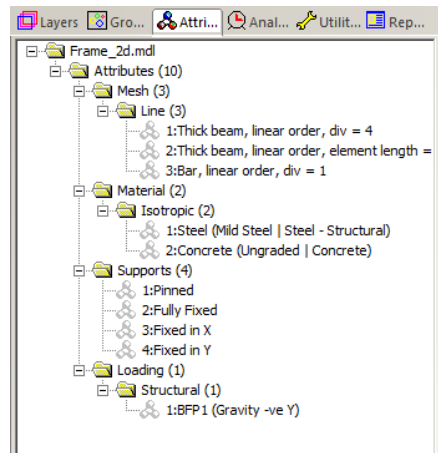 Layers Gro... Attri... Anal... Utilit... Rep...
Frame_2d.mdl
Attributes (10)
Mesh (3)
Line (3)
1:Thick beam, linear order, div = 4
2:Thick beam, linear order, element length =
3:Bar, linear order, div = 1
Material (2)
Isotropic (2)
1:Steel (Mild Steel | Steel - Structural)
2:Concrete (Ungraded | Concrete)
Supports (4)
1:Pinned
2:Fully Fixed
3:Fixed in X
4:Fixed in Y
Loading (1)
Structural (1)
1:BFP1 (Gravity -ve Y)